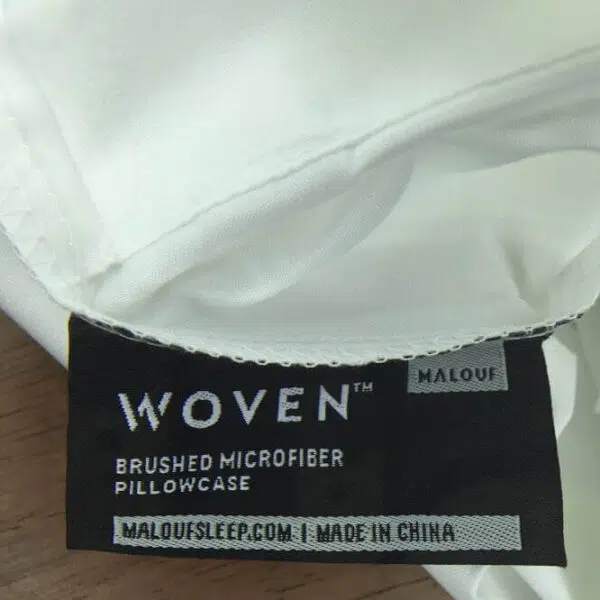 MALOUF
WOVEN™
BRUSHED MICROFIBER
PILLOWCASE
MALOUFSLEEP.COM | MADE IN CHINA